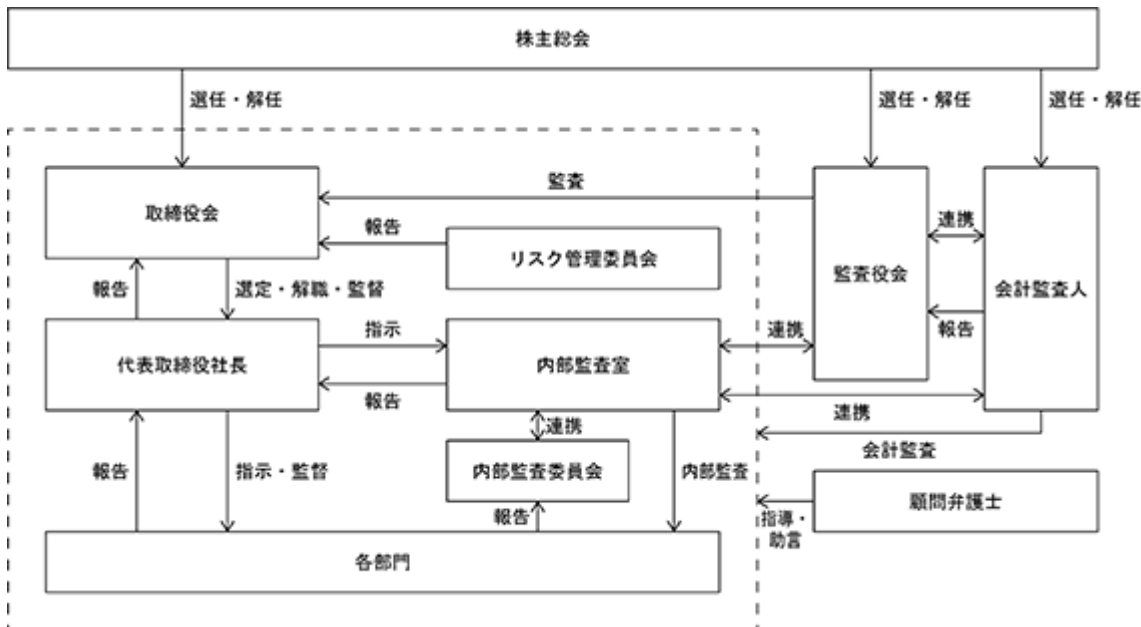 株主総会
選任・解任
選任・解任
選任・解任
監査
取締役会
報告
リスク管理委員会
監査役会
連携
会計監査人
報告
選定・解職・監督
報告
代表取締役社長
指示
内部監査室
連携
報告
連携
連携
会計監査
報告
指示・監督
内部監査委員会
内部監査
報告
顧問弁護士
指導・
助言
各部門